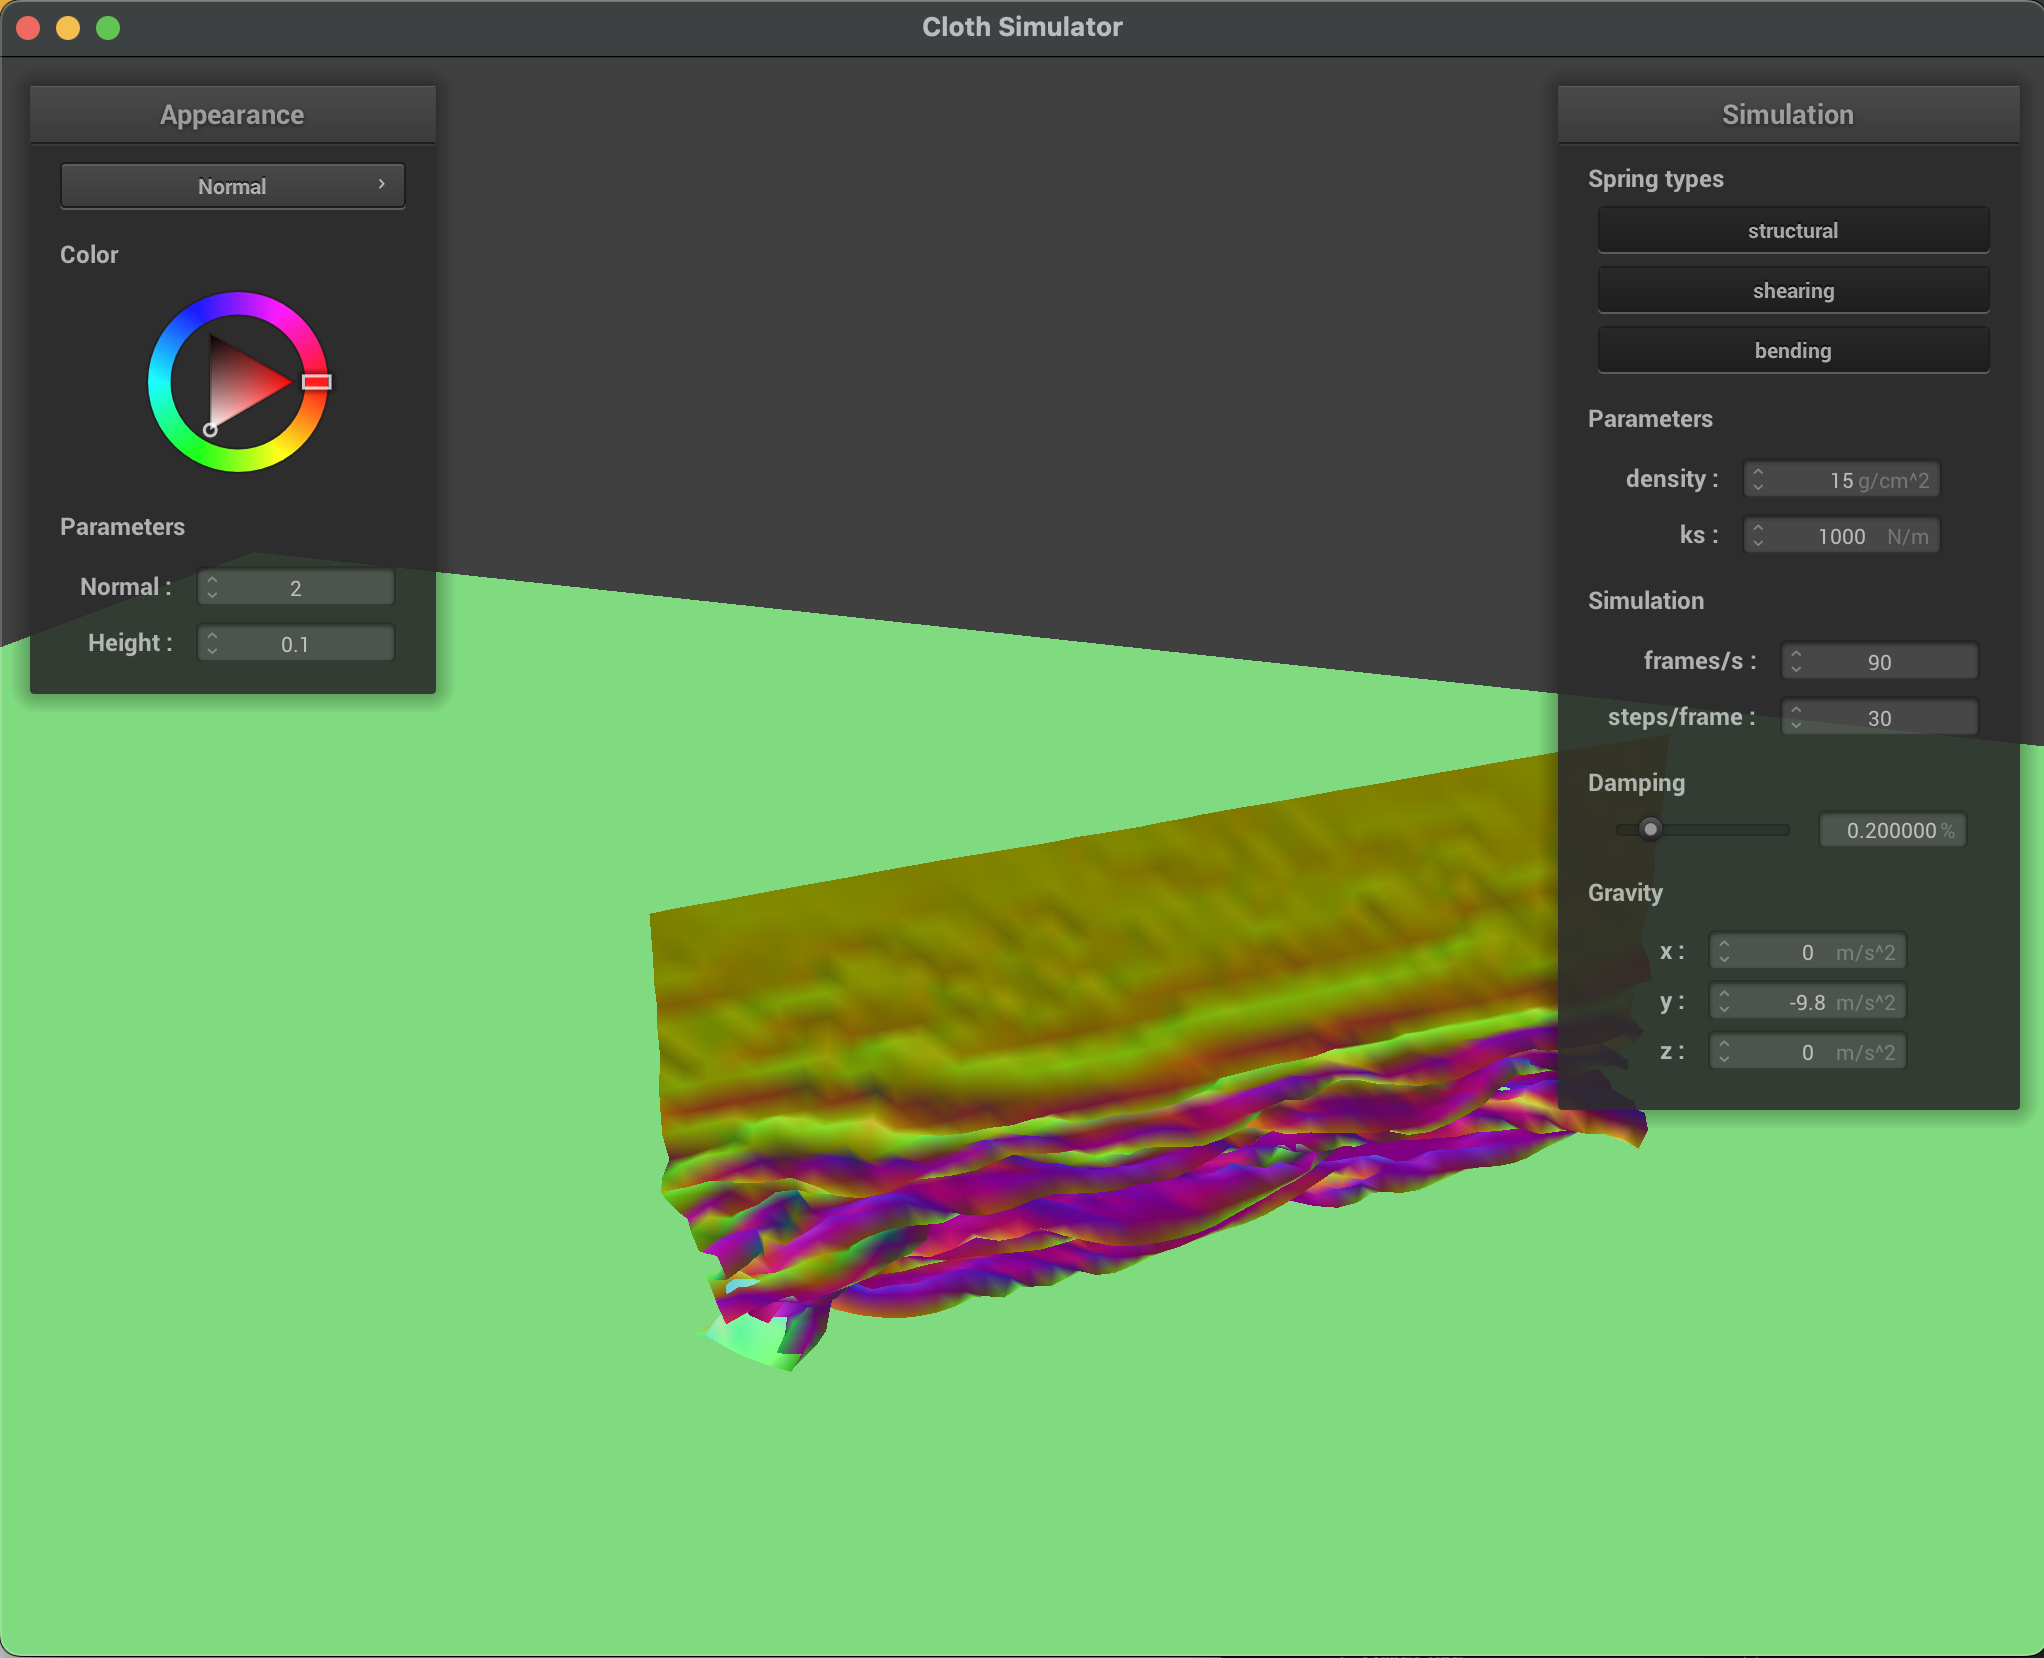 Cloth Simulator
Appearance
Normal
Color
Parameters
Normal : 2
Height : 0.1
Simulation
Spring types
structural
shearing
bending
Parameters
density : 15 g/cm^2
ks : 1000 N/m
Simulation
frames/s : 90
steps/frame : 30
Damping
0.200000 %
Gravity
x : 0 m/s^2
y : -9.8 m/s^2
z : 0 m/s^2